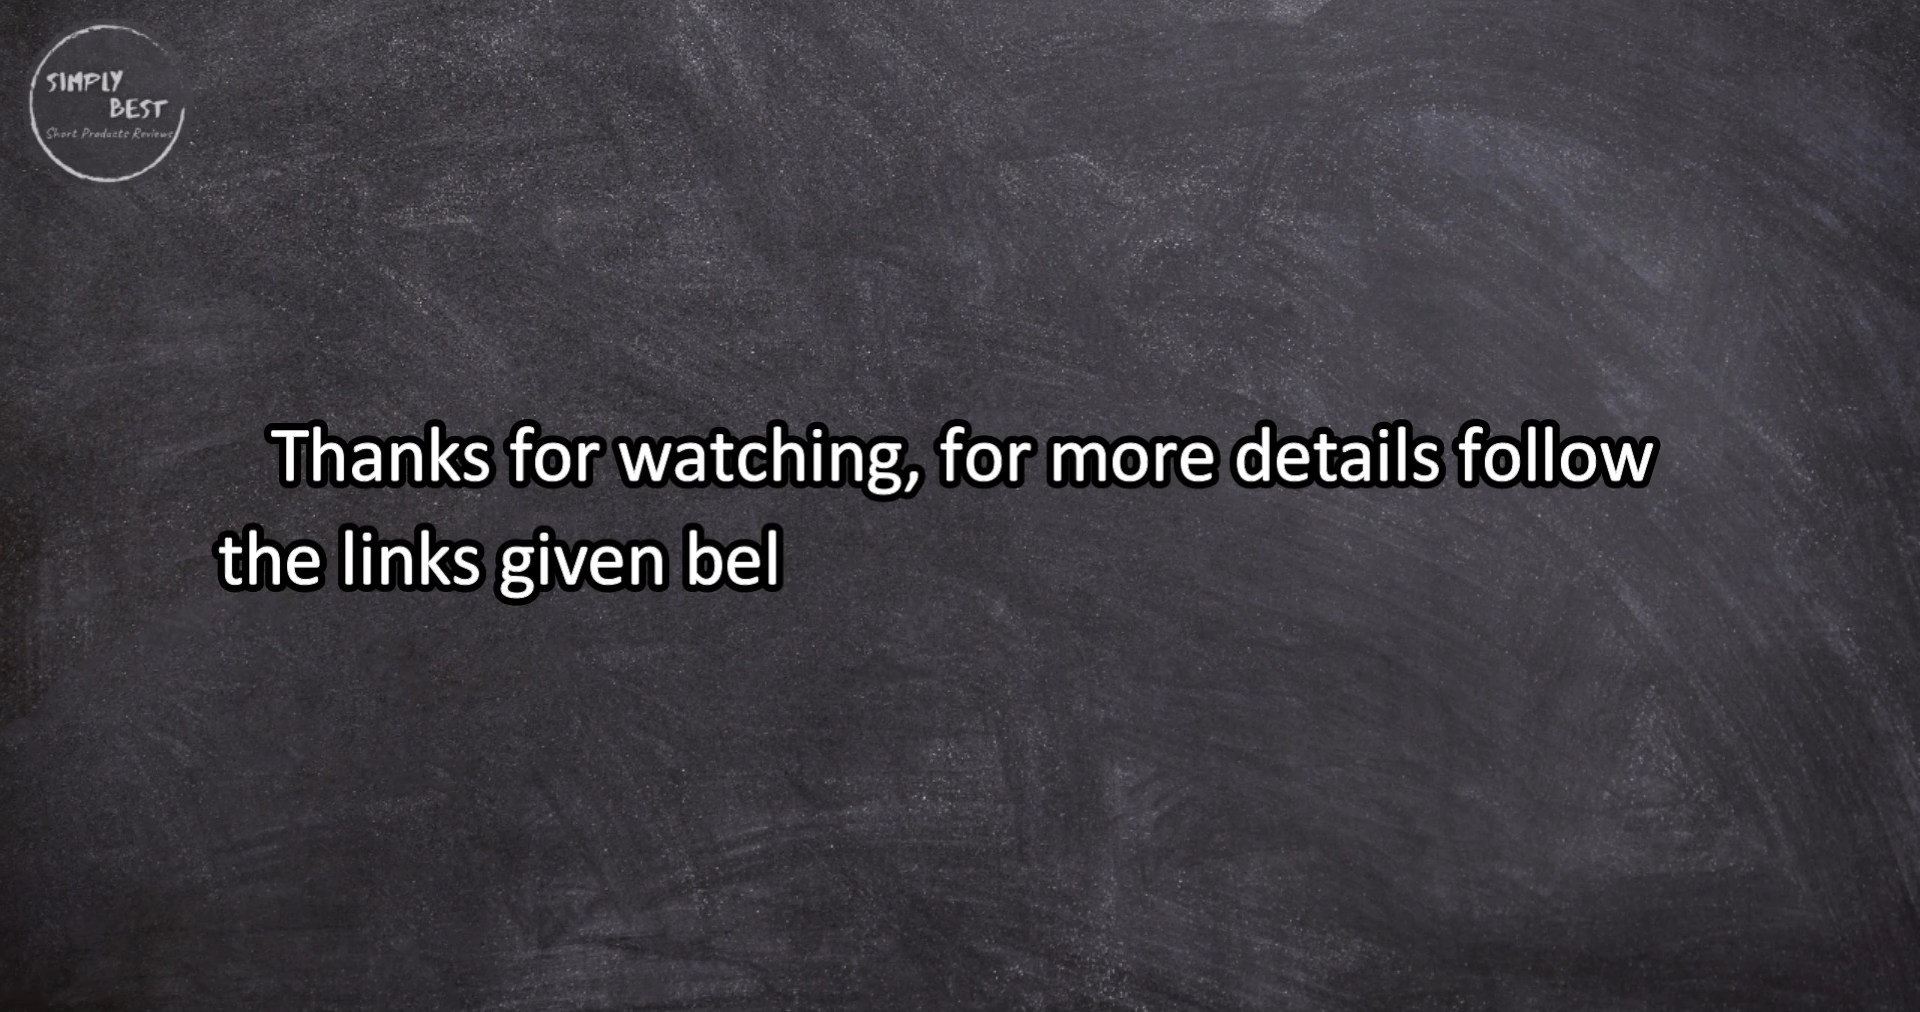 SIMPLY
BEST
Short Products Reviews
Thanks for watching, for more details follow
the links given bel